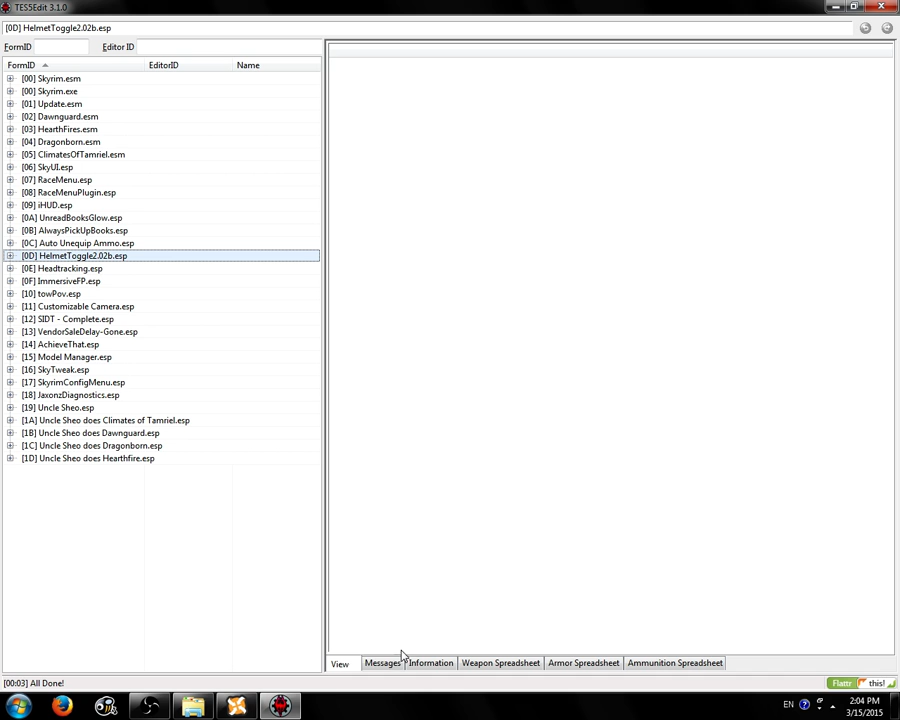 TES5Edit 3.1.0
[0D] HelmetToggle2.02b.esp
FormID Editor ID
FormID EditorID Name
[00] Skyrim.esm
[00] Skyrim.exe
[01] Update.esm
[02] Dawnguard.esm
[03] HearthFires.esm
[04] Dragonborn.esm
[05] ClimatesOfTamriel.esm
[06] SkyUI.esp
[07] RaceMenu.esp
[08] RaceMenuPlugin.esp
[09] iHUD.esp
[0A] UnreadBooksGlow.esp
[0B] AlwaysPickUpBooks.esp
[0C] Auto Unequip Ammo.esp
[0D] HelmetToggle2.02b.esp
[0E] Headtracking.esp
[0F] ImmersiveFP.esp
[10] towPov.esp
[11] Customizable Camera.esp
[12] SIDT - Complete.esp
[13] VendorSaleDelay-Gone.esp
[14] AchieveThat.esp
[15] Model Manager.esp
[16] SkyTweak.esp
[17] SkyrimConfigMenu.esp
[18] JaxonzDiagnostics.esp
[19] Uncle Sheo.esp
[1A] Uncle Sheo does Climates of Tamriel.esp
[1B] Uncle Sheo does Dawnguard.esp
[1C] Uncle Sheo does Dragonborn.esp
[1D] Uncle Sheo does Hearthfire.esp
View Messages Information Weapon Spreadsheet Armor Spreadsheet Ammunition Spreadsheet
[00:03] All Done!
Flattr this!
EN
2:04 PM
3/15/2015